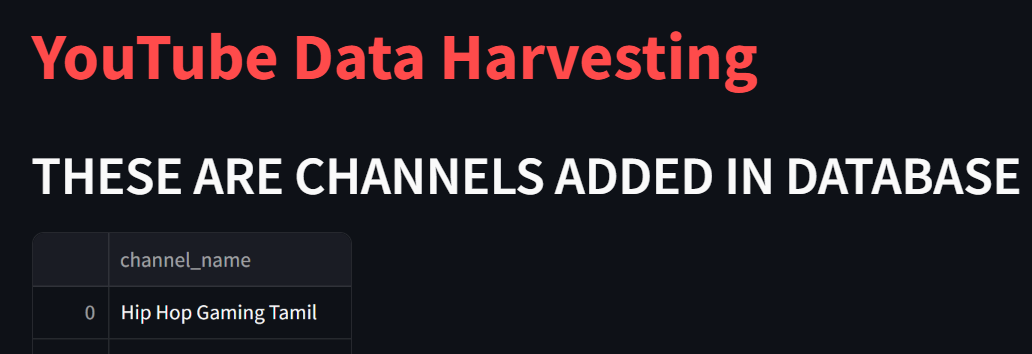 YouTube Data Harvesting
THESE ARE CHANNELS ADDED IN DATABASE
channel_name
0 Hip Hop Gaming Tamil